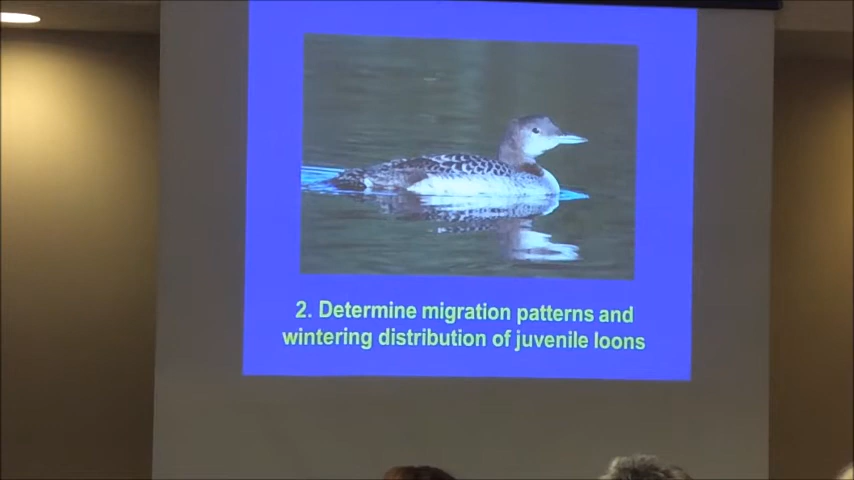 2. Determine migration patterns and
wintering distribution of juvenile loons